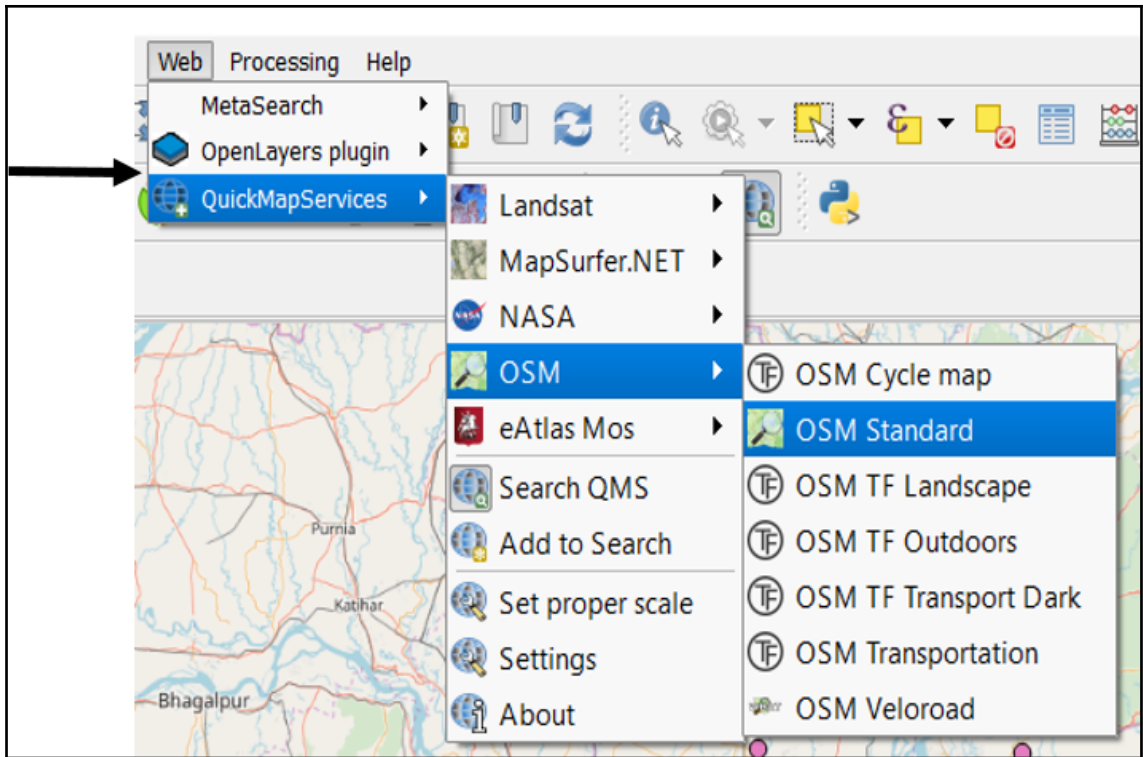 Web Processing Help
MetaSearch
OpenLayers plugin
QuickMapServices
Landsat
MapSurfer.NET
NASA
OSM
eAtlas Mos
Search QMS
Add to Search
Set proper scale
Settings
About
OSM Cycle map
OSM Standard
OSM TF Landscape
OSM TF Outdoors
OSM TF Transport Dark
OSM Transportation
OSM Veloroad
Purnia
Katihar
Bhagalpur